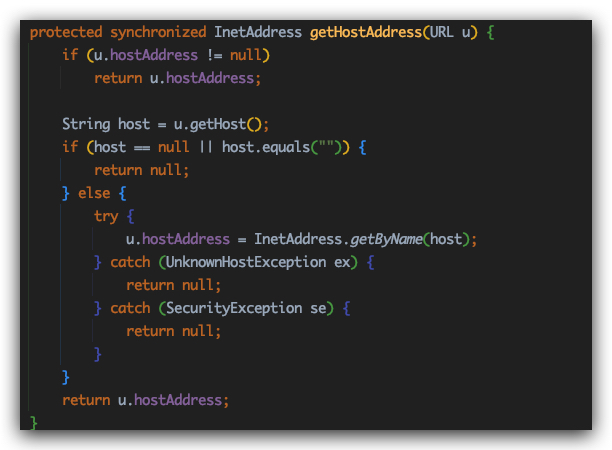 protected synchronized InetAddress getHostAddress(URL u) {
if (u.hostAddress != null)
return u.hostAddress;
String host = u.getHost();
if (host == null || host.equals("")) {
return null;
} else {
try {
u.hostAddress = InetAddress.getByName(host);
} catch (UnknownHostException ex) {
return null;
} catch (SecurityException se) {
return null;
}
}
return u.hostAddress;
}